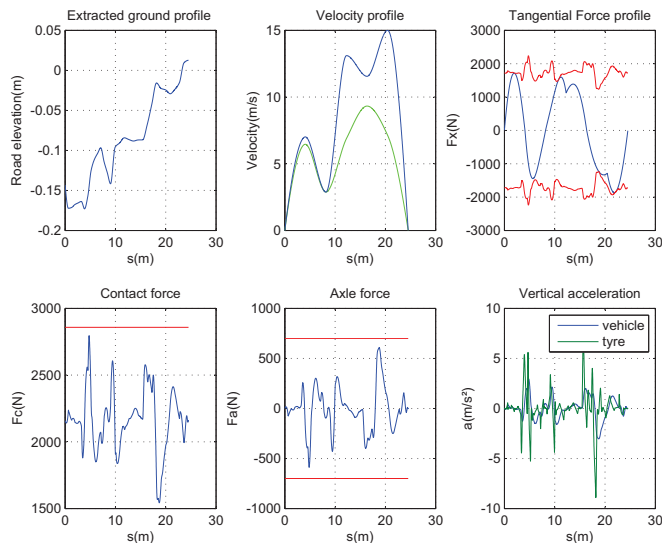 Extracted ground profile
0.05
0
-0.05
-0.1
-0.15
-0.2
Road elevation(m)
0 10 20 30
s(m)
Velocity profile
15
10
5
0
Velocity(m/s)
0 10 20 30
s(m)
Tangential Force profile
3000
2000
1000
0
-1000
-2000
-3000
Fx(N)
0 10 20 30
s(m)
Contact force
3000
2500
2000
1500
Fc(N)
0 10 20 30
s(m)
Axle force
1000
500
0
-500
-1000
Fa(N)
0 10 20 30
s(m)
Vertical acceleration
vehicle
tyre
10
5
0
-5
-10
a(m/s²)
0 10 20 30
s(m)